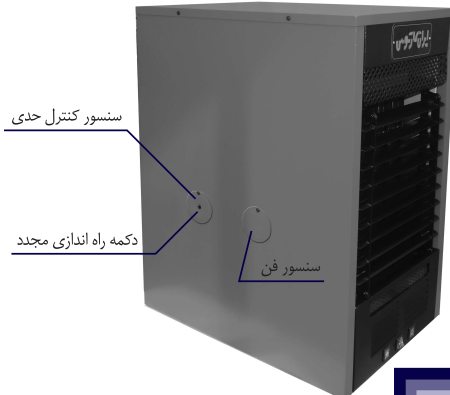 سنسور کنترل حدی
دکمه راه اندازی مجدد
سنسور فن